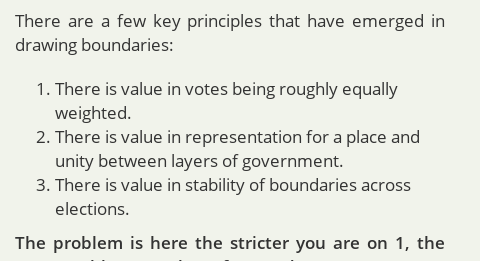 There are a few key principles that have emerged in
drawing boundaries:
1. There is value in votes being roughly equally
weighted.
2. There is value in representation for a place and
unity between layers of government.
3. There is value in stability of boundaries across
elections.
The problem is here the stricter you are on 1, the